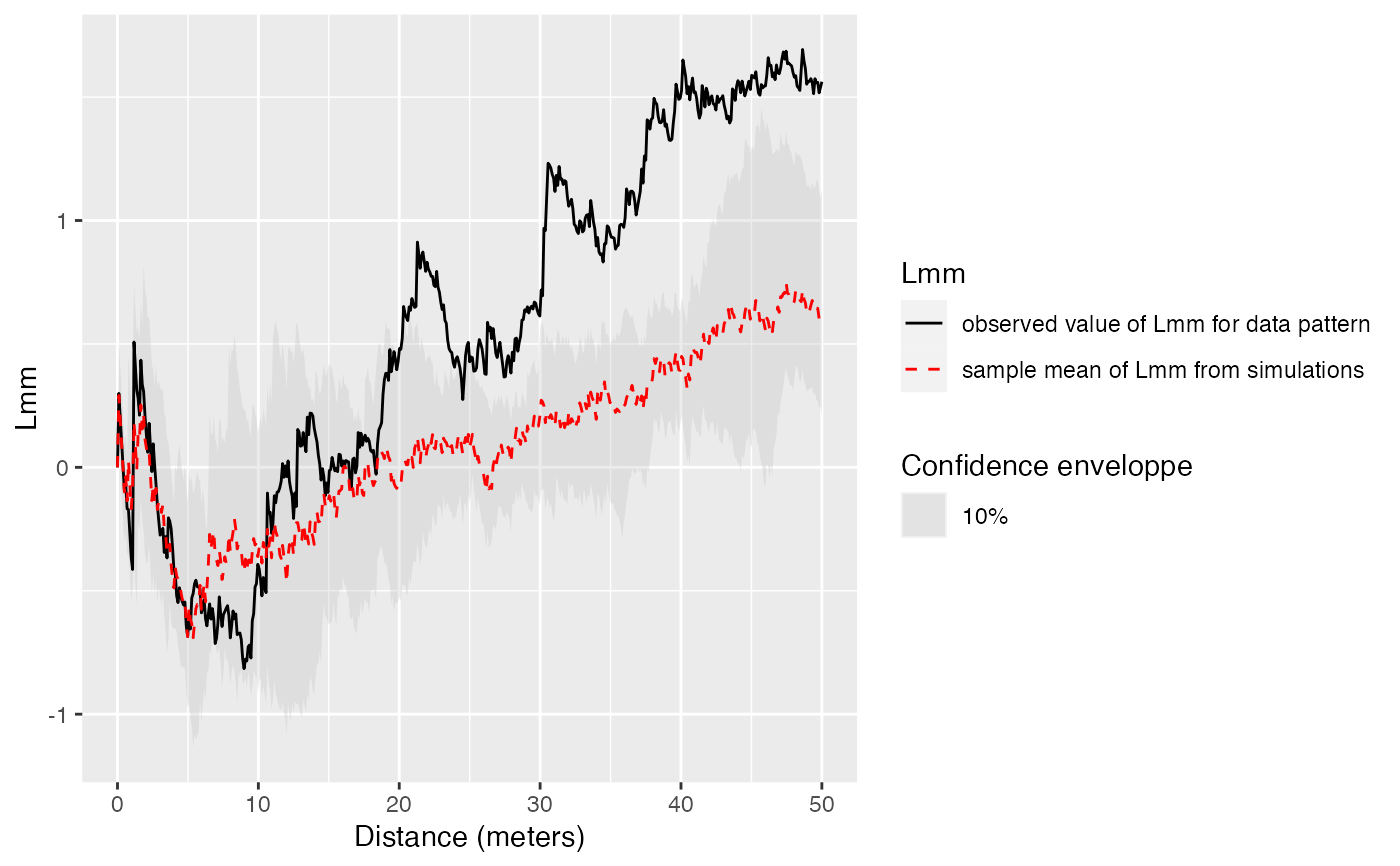 Lmm
1
0
-1
0 10 20 30 40 50
Distance (meters)
Lmm
observed value of Lmm for data pattern
sample mean of Lmm from simulations
Confidence enveloppe
10%